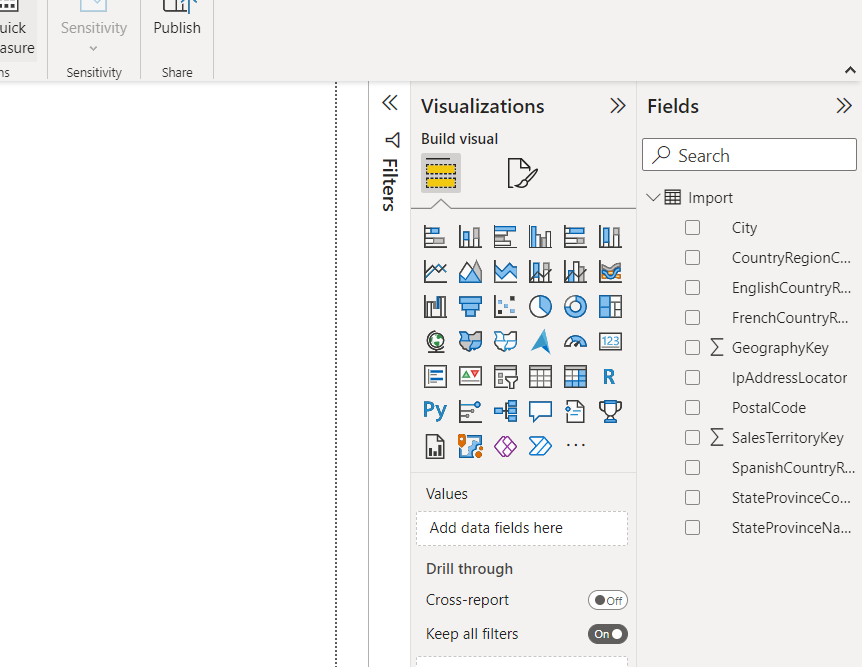 uick
asure
ns
Sensitivity
Sensitivity
Publish
Share
Filters
Visualizations
Build visual
123
R
Py
...
Values
Add data fields here
Drill through
Cross-report
Off
Keep all filters
On
Fields
Search
Import
City
CountryRegionC...
EnglishCountryR...
FrenchCountryR...
∑ GeographyKey
IpAddressLocator
PostalCode
∑ SalesTerritoryKey
SpanishCountryR...
StateProvinceCo...
StateProvinceNa...